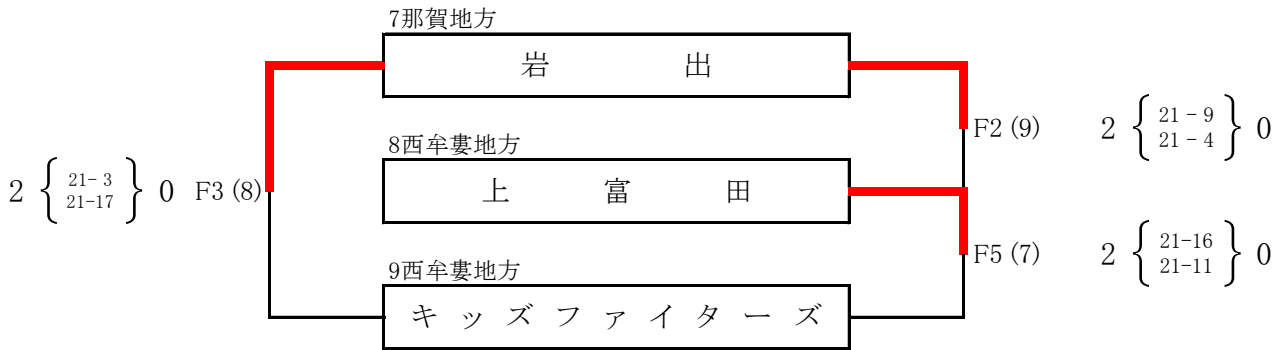 7那賀地方
岩出
F2(9) 2 { 21-9 21-4 } 0
8西牟婁地方
2 { 21-3 21-17 } 0 F3(8)
上富田
F5(7) 2 { 21-16 21-11 } 0
9西牟婁地方
キッズファイターズ